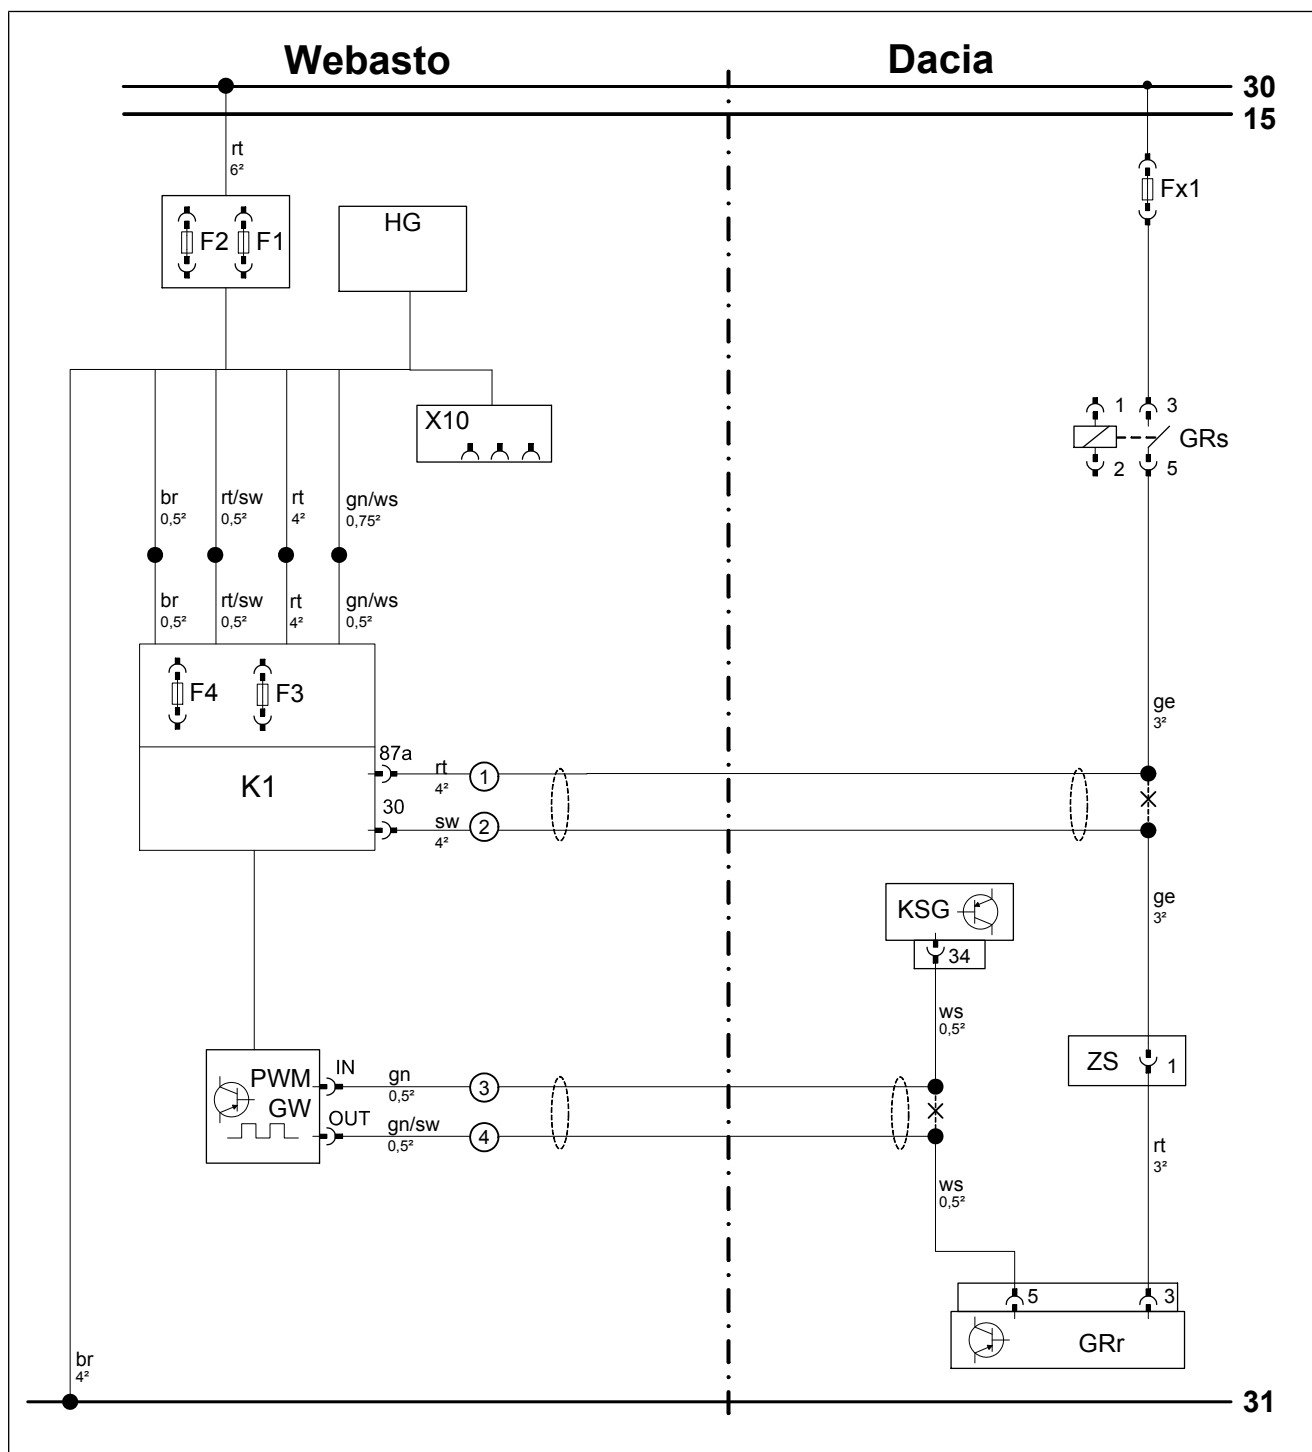 Webasto
Dacia
30
15
rt
6²
Fx1
F2
F1
HG
X10
1
3
GRs
2
5
br
0,5²
rt/sw
0,5²
rt
4²
gn/ws
0,75²
br
0,5²
rt/sw
0,5²
rt
4²
gn/ws
0,5²
F4
F3
ge
3²
87a
rt
4²
1
K1
30
sw
4²
2
KSG
34
ge
3²
ws
0,5²
ZS
1
PWM
GW
IN
gn
0,5²
3
OUT
gn/sw
0,5²
4
rt
3²
ws
0,5²
5
3
GRr
br
4²
31